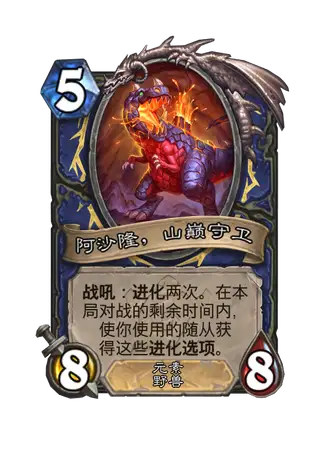 5
阿沙隆，山巅守卫
战吼：进化两次。在本
局对战的剩余时间内，
使你使用的随从获
得这些进化选项。
元素
野兽
8
8